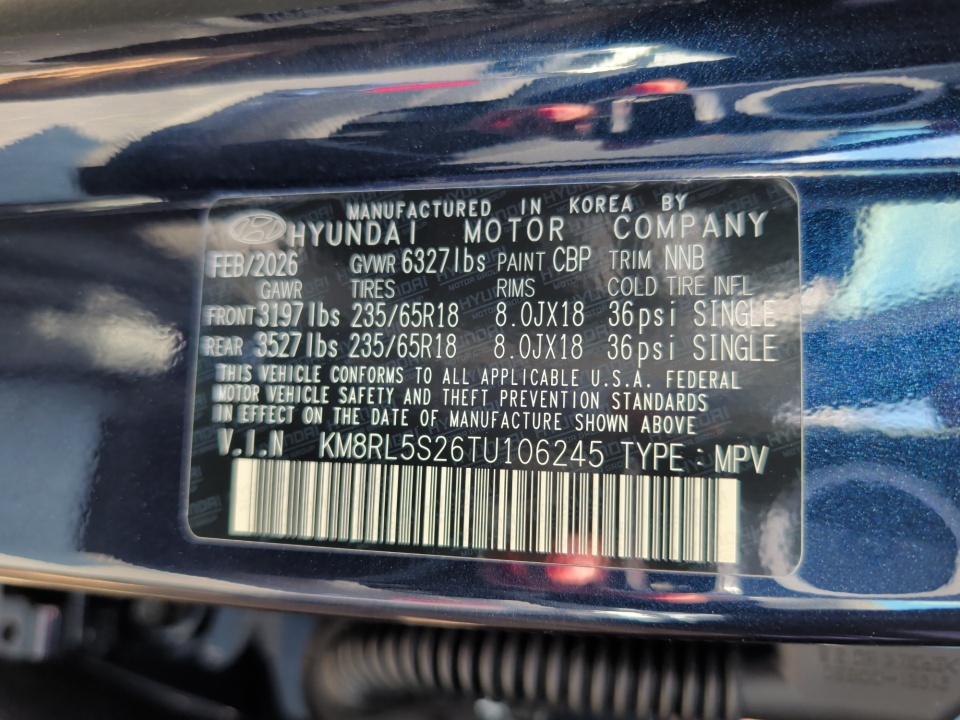 MANUFACTURED IN KOREA BY
HYUNDAI MOTOR COMPANY
FEB/2026 GVWR 6327lbs PAINT CBP TRIM NNB
GAWR TIRES RIMS COLD TIRE INFL
FRONT 3197lbs 235/65R18 8.0JX18 36psi SINGLE
REAR 3527lbs 235/65R18 8.0JX18 36psi SINGLE
THIS VEHICLE CONFORMS TO ALL APPLICABLE U.S.A. FEDERAL
MOTOR VEHICLE SAFETY AND THEFT PREVENTION STANDARDS
IN EFFECT ON THE DATE OF MANUFACTURE SHOWN ABOVE
V.I.N KM8RL5S26TU106245 TYPE : MPV